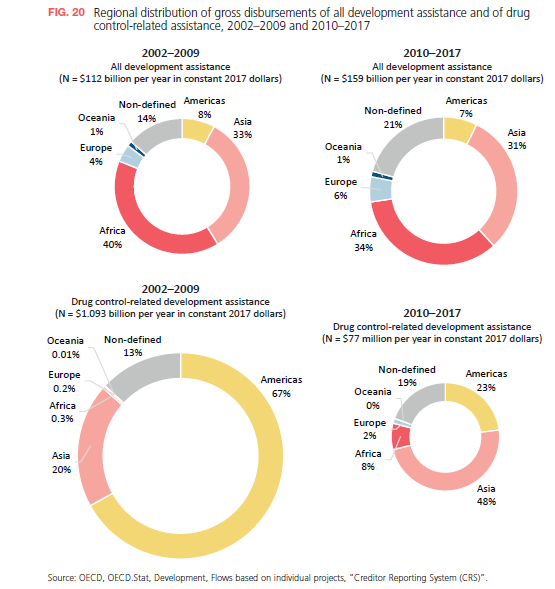 FIG. 20 Regional distribution of gross disbursements of all development assistance and of drug
control-related assistance, 2002–2009 and 2010–2017
2002–2009
All development assistance
(N = $112 billion per year in constant 2017 dollars)
Non-defined
14%
Americas
8%
Asia
33%
Oceania
1%
Europe
4%
Africa
40%
2010–2017
All development assistance
(N = $159 billion per year in constant 2017 dollars)
Non-defined
21%
Americas
7%
Asia
31%
Oceania
1%
Europe
6%
Africa
34%
2002–2009
Drug control-related development assistance
(N = $1.093 billion per year in constant 2017 dollars)
Oceania
0.01%
Non-defined
13%
Europe
0.2%
Americas
67%
Africa
0.3%
Asia
20%
2010–2017
Drug control-related development assistance
(N = $77 million per year in constant 2017 dollars)
Non-defined
19%
Americas
23%
Oceania
0%
Europe
2%
Africa
8%
Asia
48%
Source: OECD, OECD.Stat, Development, Flows based on individual projects, “Creditor Reporting System (CRS)”.